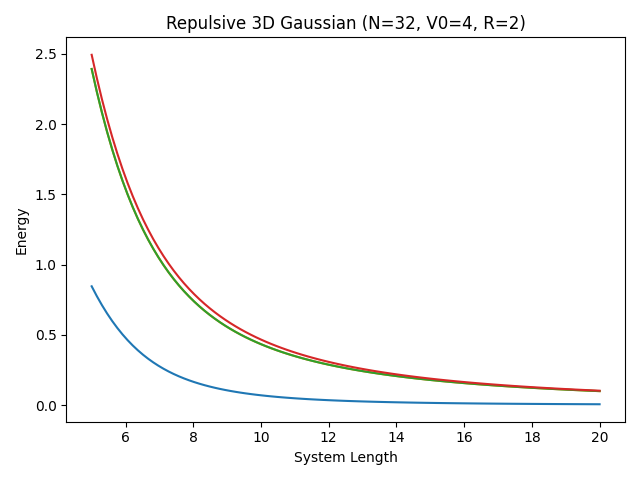 Repulsive 3D Gaussian (N=32, V0=4, R=2)
2.5
2.0
1.5
1.0
0.5
0.0
Energy
6 8 10 12 14 16 18 20
System Length